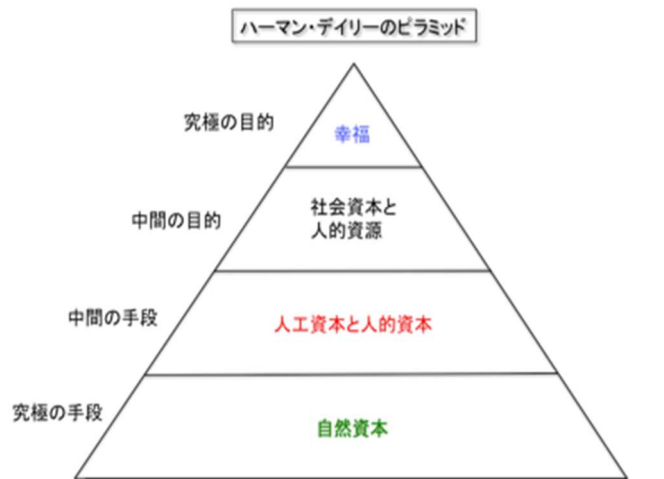 ハーマン・デイリーのピラミッド
究極の目的
幸福
中間の目的
社会資本と
人的資源
中間の手段
人工資本と人的資本
究極の手段
自然資本